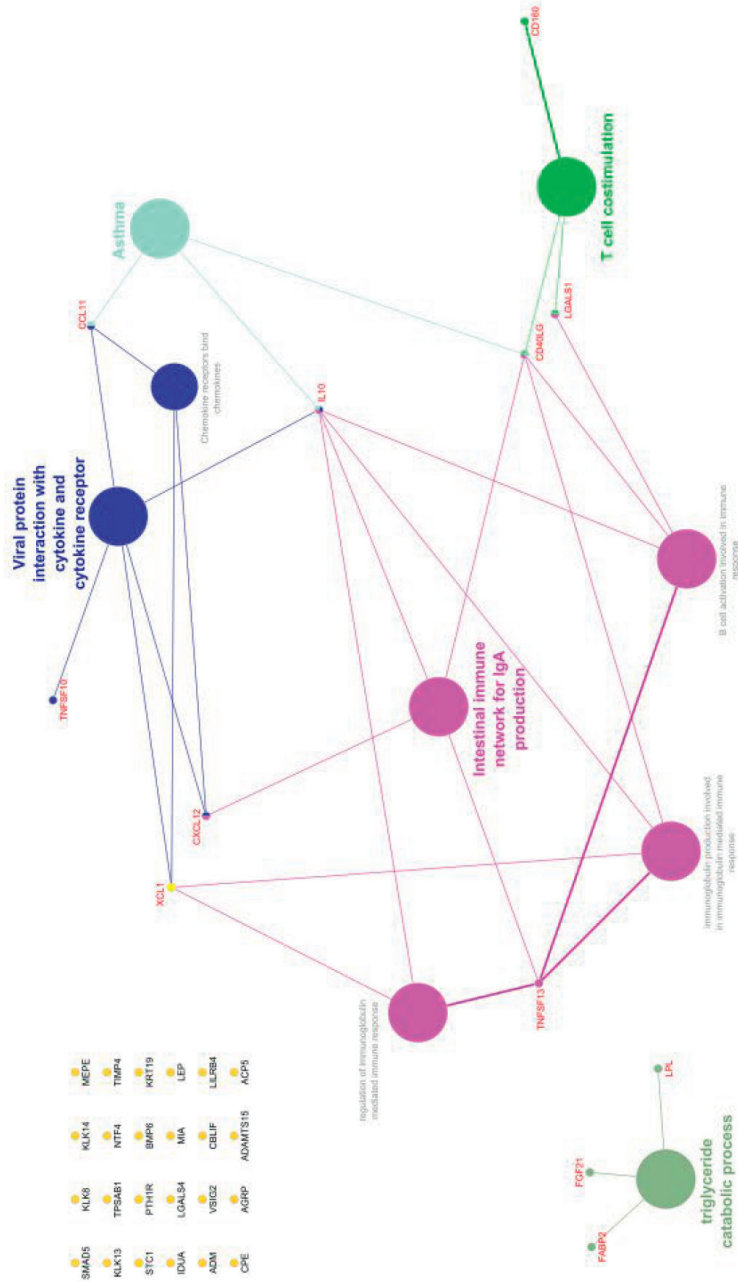 SMAD5 KLK8 KLK14 MEPE
KLK13 TPSAB1 NTF4 TIMP4
STC1 PTH1R BMP6 KRT19
IDUA LGALS4 MIA LEP
ADM VSIG2 CBLIF LILRB4
CPE AGRP ADAMTS15 ACP5
TNFSF10
Viral protein
interaction with
cytokine and
cytokine receptor
CCL11
Asthma
XCL1
CXCL12
Chemokine receptors bind
chemokines
IL10
regulation of immunoglobulin
mediated immune response
Intestinal immune
network for IgA
production
CD160
CD40LG
LGALS1
T cell costimulation
TNFSF13
FABP2
FGF21
LPL
triglyceride
catabolic process
immunoglobulin production involved
in immunoglobulin mediated immune
response
B cell activation involved in immune
response